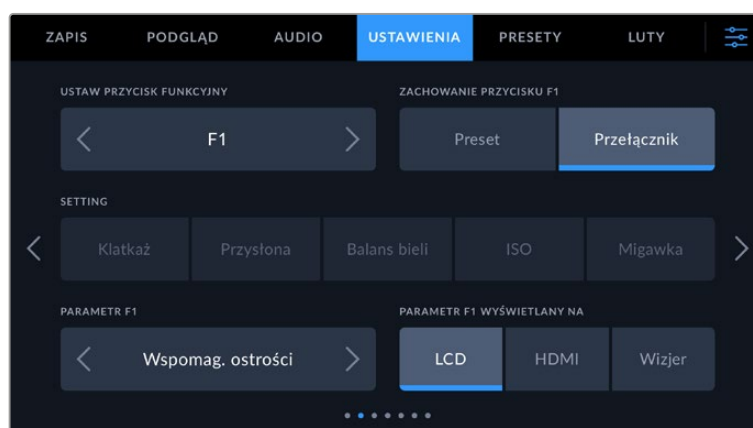 ZAPIS PODGLĄD AUDIO USTAWIENIA PRESETY LUTY
USTAW PRZYCISK FUNKCYJNY ZACHOWANIE PRZYCISKU F1
F1 Preset Przełącznik
SETTING
Klatkaż Przysłona Balans bieli ISO Migawka
PARAMETR F1 PARAMETR F1 WYŚWIETLANY NA
Wspomag. ostrości LCD HDMI Wizjer